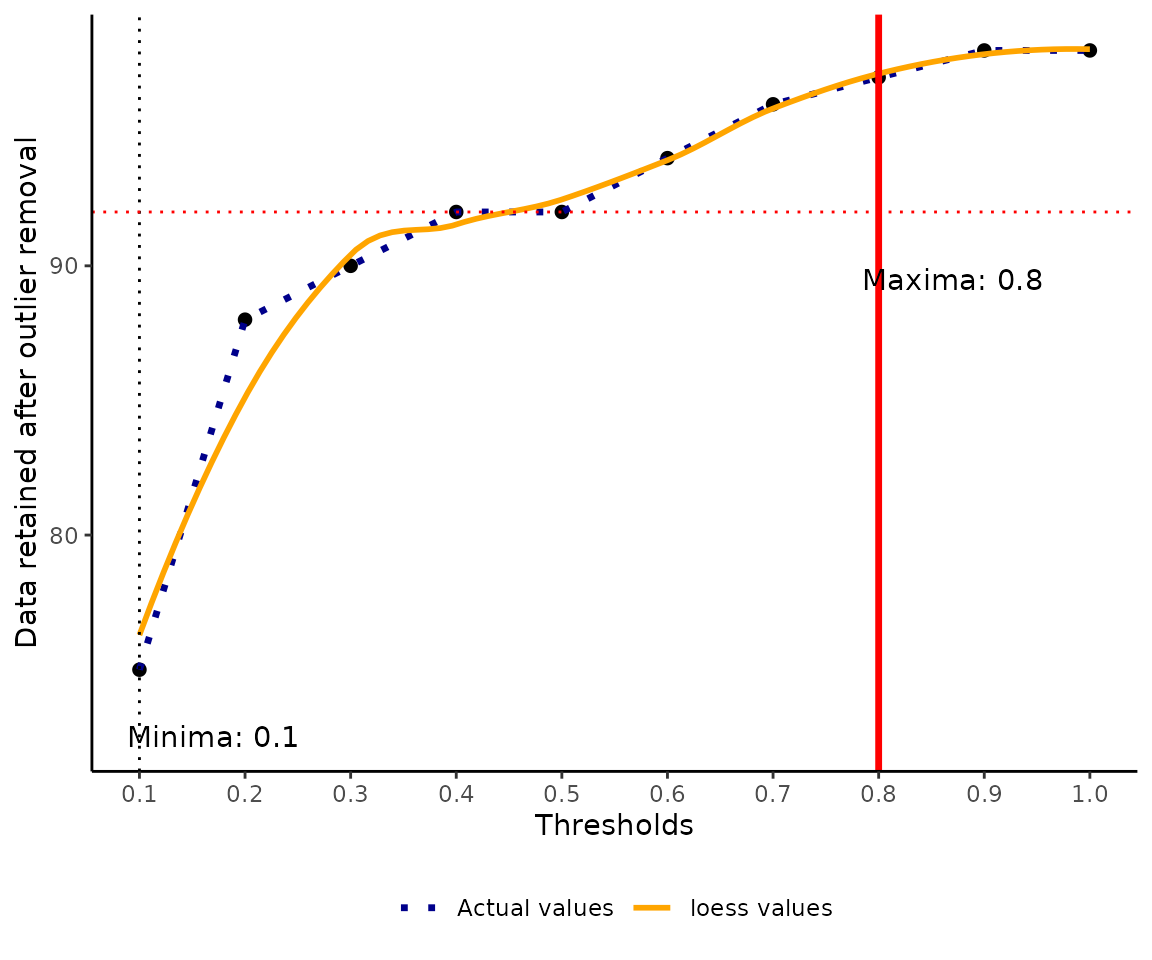 Data retained after outlier removal
90
80
Maxima: 0.8
Minima: 0.1
0.1 0.2 0.3 0.4 0.5 0.6 0.7 0.8 0.9 1.0
Thresholds
Actual values loess values